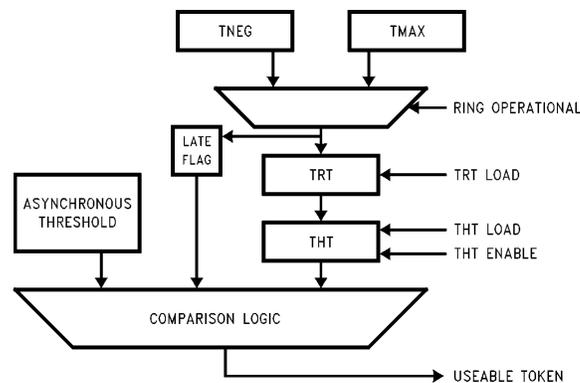 TNEG
TMAX
RING OPERATIONAL
LATE
FLAG
TRT
TRT LOAD
ASYNCHRONOUS
THRESHOLD
THT
THT LOAD
THT ENABLE
COMPARISON LOGIC
USEABLE TOKEN